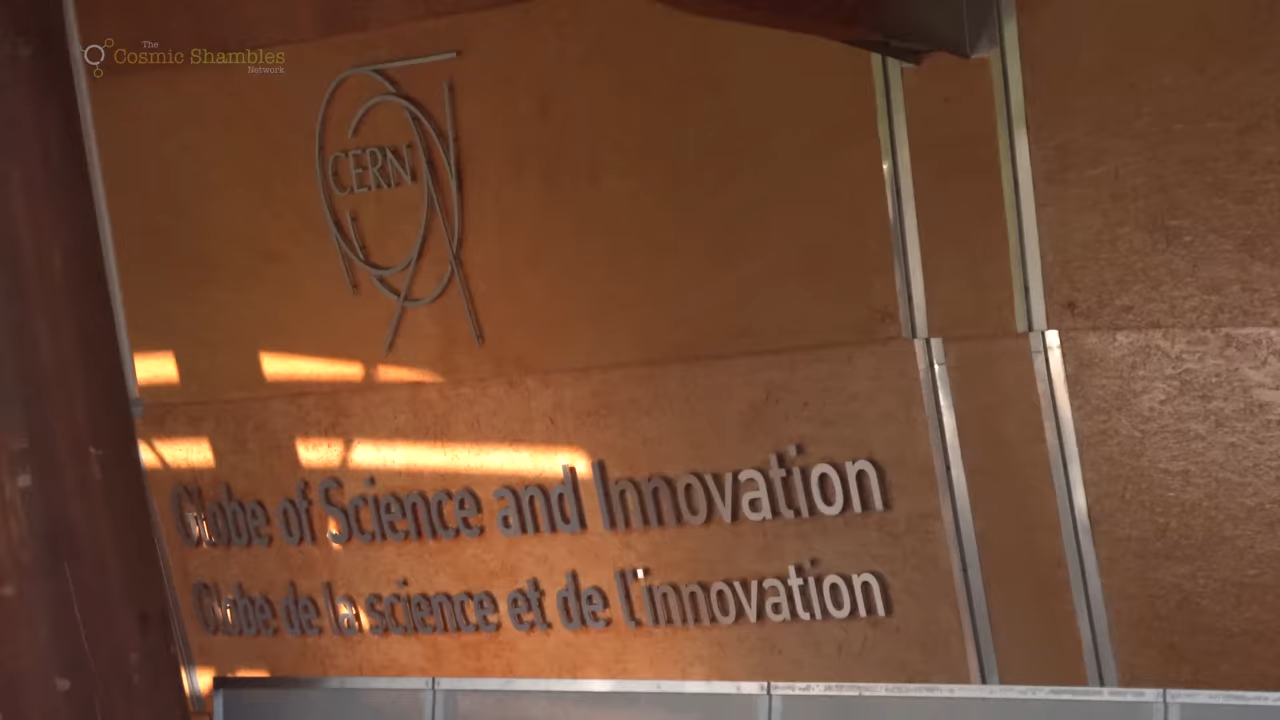 The
Cosmic Shambles
Network
CERN
Globe of Science and Innovation
Globe de la science et de l'innovation